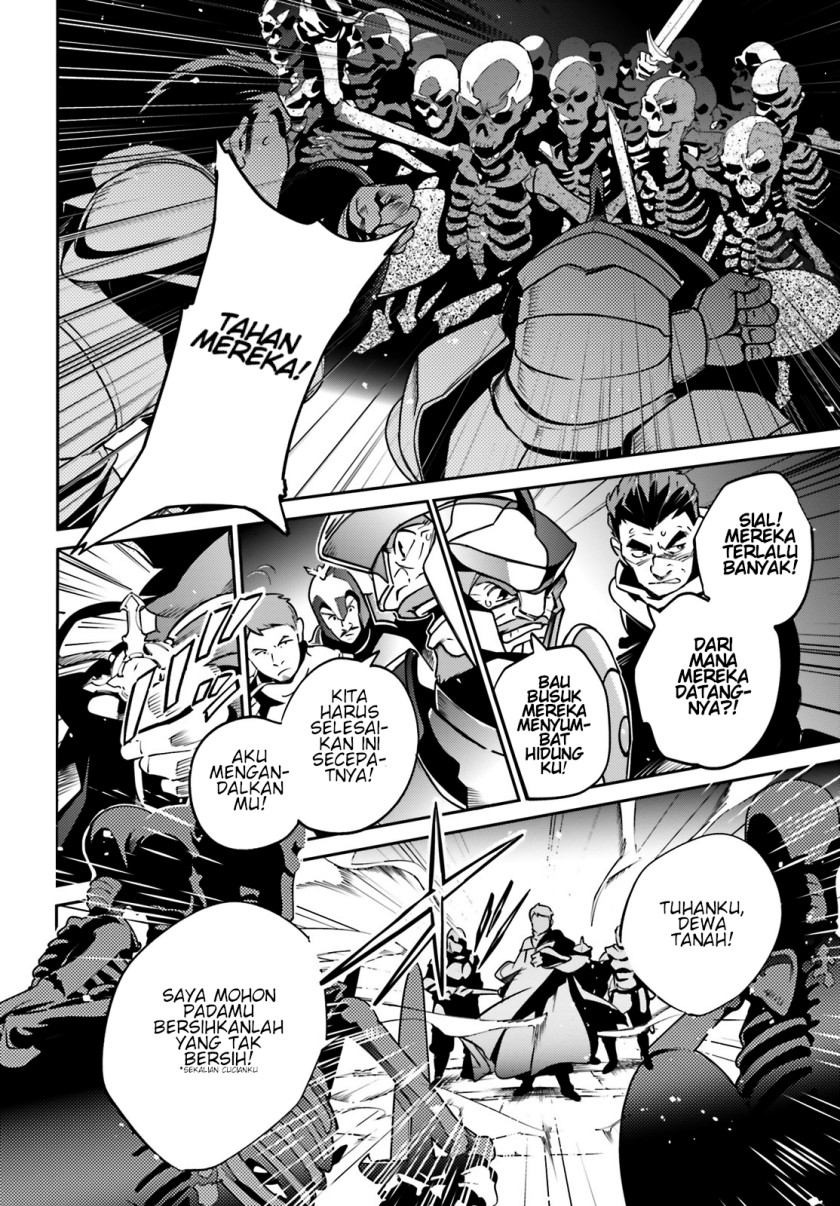 TAHAN
MEREKA!
SIAL!
MEREKA
TERLALU
BANYAK!
DARI
MANA
MEREKA
DATANG-
NYA?!
BAU
BUSUK
MEREKA
MENYUM-
BAT
HIDUNG
KU!
KITA
HARUS
SELESAI-
KAN INI
SECEPA-
TNYA!
AKU
MENGAN-
DALKAN
MU!
TUHANKU,
DEWA
TANAH!
SAYA MOHON
PADAMU
BERSIHKANLAH
YANG TAK
BERSIH!
*SEKALIAN CUCIANKU